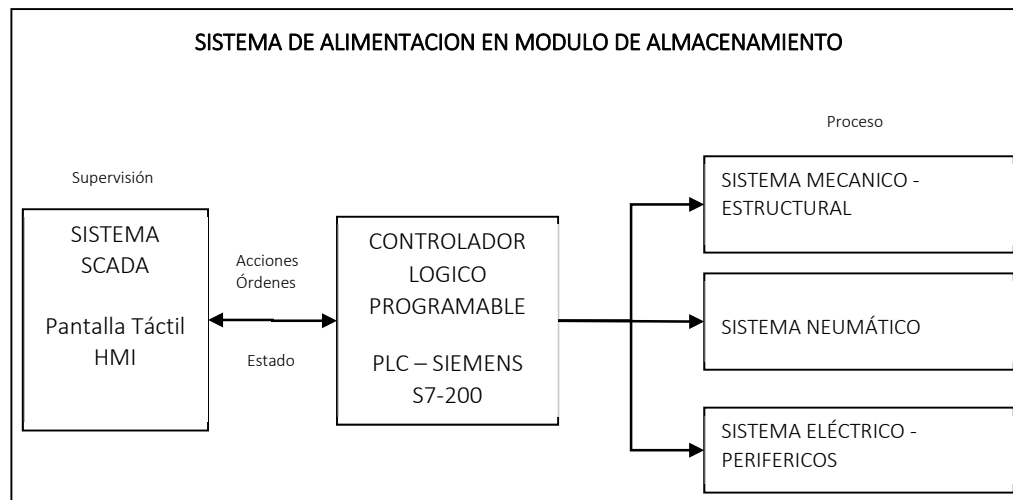 SISTEMA DE ALIMENTACION EN MODULO DE ALMACENAMIENTO
Proceso
Supervisión
SISTEMA
SCADA
Pantalla Táctil
HMI
Acciones
Órdenes
Estado
CONTROLADOR
LOGICO
PROGRAMABLE
PLC – SIEMENS
S7-200
SISTEMA MECANICO -
ESTRUCTURAL
SISTEMA NEUMÁTICO
SISTEMA ELÉCTRICO -
PERIFERICOS